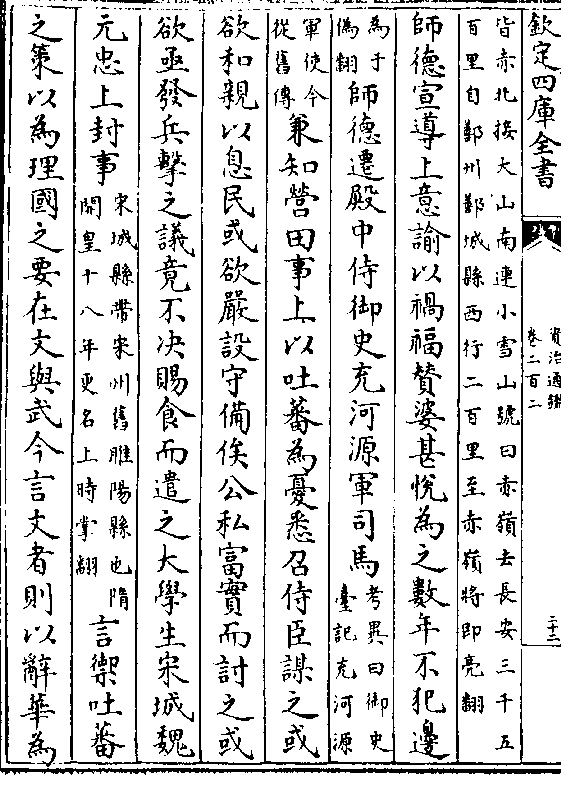 欽定四庫全書
資治通鑑
卷二百二
皆赤北接大山南連小雪山號曰赤嶺去長安三千五
百里自鄯州鄯城縣西行二百里至赤嶺將即亮翻
師德宣導上意諭以禍福贊婆甚悅為之數年不犯邊
為于
偽翻
師德遷殿中侍御史充河源軍司馬
考異曰御史
臺記充河源
軍使今
從舊傳
兼知營田事上以吐蕃為憂悉召侍臣謀之或
欲和親以息民或欲嚴設守備俟公私富實而討之或
欲亟發兵擊之議竟不決賜食而遣之大學生宋城魏
元忠上封事
宋城縣帶宋州舊睢陽縣也隋
開皇十八年更名上時掌翻
言禦吐蕃
之策以為理國之要在文與武今言文者則以辭華為